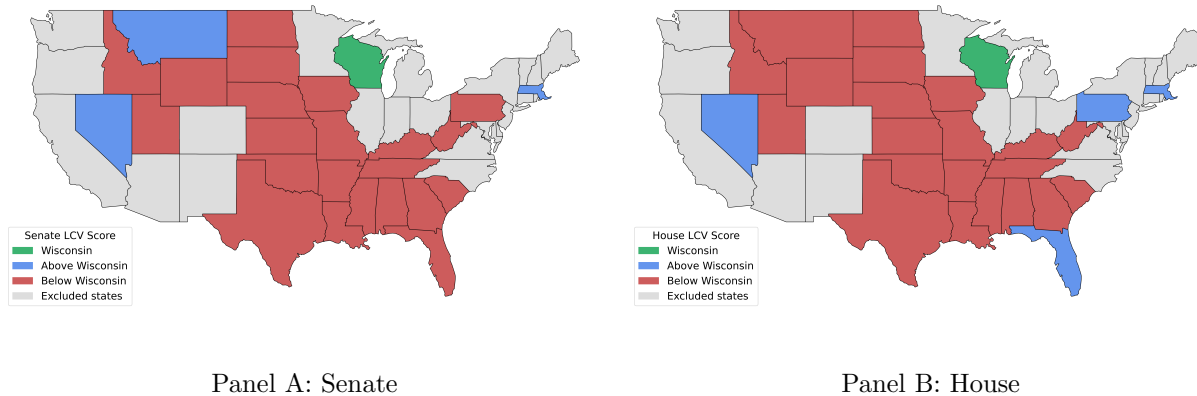 Senate LCV Score
Wisconsin
Above Wisconsin
Below Wisconsin
Excluded states
House LCV Score
Wisconsin
Above Wisconsin
Below Wisconsin
Excluded states
Panel A: Senate
Panel B: House